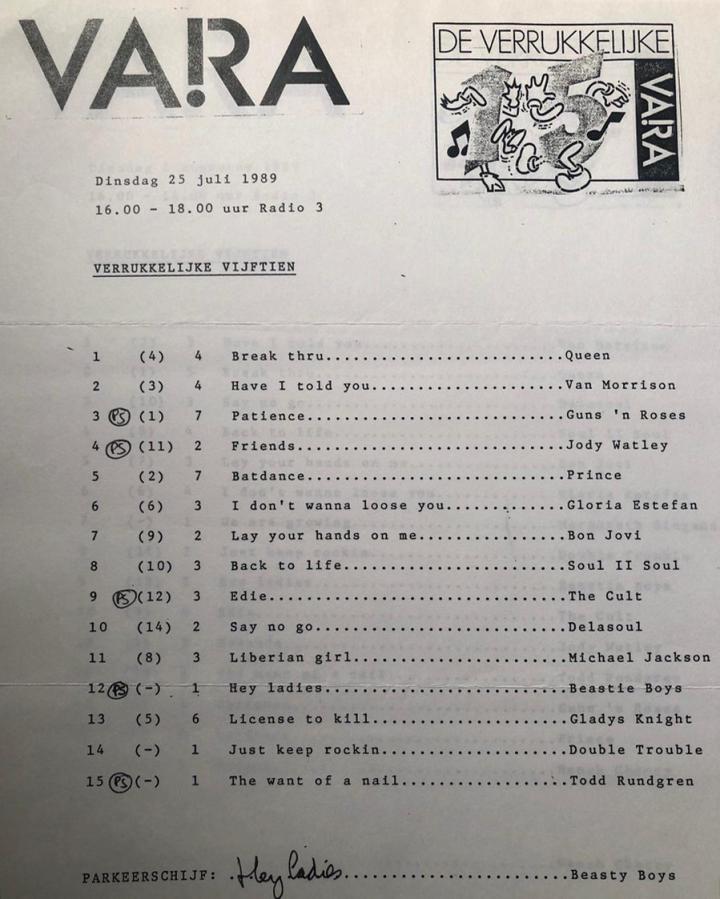 VARA
DE VERRUKKELIJKE
15
VARA
Dinsdag 25 juli 1989
16.00 - 18.00 uur Radio 3
VERRUKKELIJKE VIJFTIEN
1 (4) 4 Break thru..........................Queen
2 (3) 4 Have I told you.....................Van Morrison
3 PS (1) 7 Patience............................Guns 'n Roses
4 PS (11) 2 Friends.............................Jody Watley
5 (2) 7 Batdance............................Prince
6 (6) 3 I don't wanna loose you.............Gloria Estefan
7 (9) 2 Lay your hands on me................Bon Jovi
8 (10) 3 Back to life........................Soul II Soul
9 PS (12) 3 Edie................................The Cult
10 (14) 2 Say no go...........................Delasoul
11 (8) 3 Liberian girl.......................Michael Jackson
12 PS (-) 1 Hey ladies..........................Beastie Boys
13 (5) 6 License to kill.....................Gladys Knight
14 (-) 1 Just keep rockin....................Double Trouble
15 PS (-) 1 The want of a nail..................Todd Rundgren
PARKEERSCHIJF: Hey Ladies........................Beasty Boys